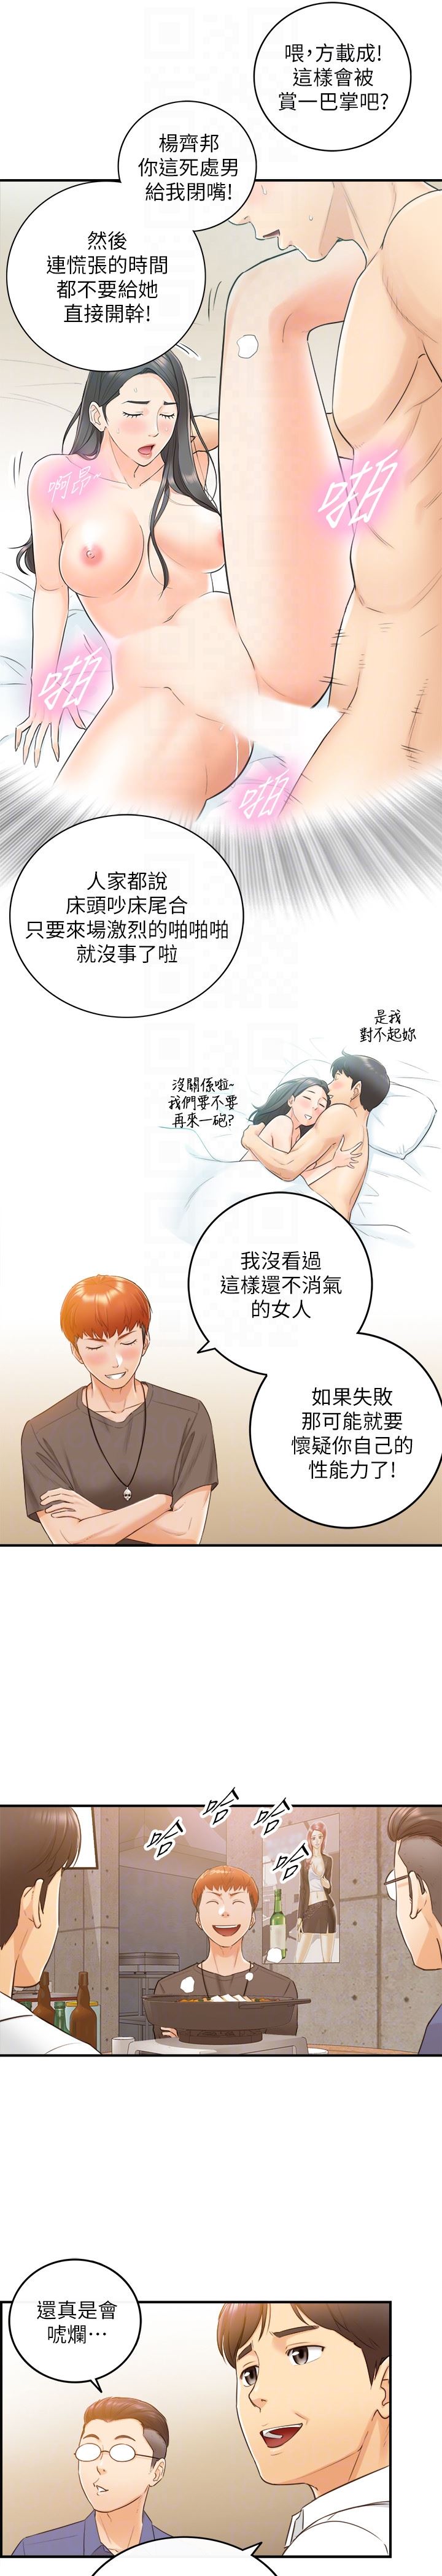 喂，方載成！
這樣會被
賞一巴掌吧？
楊齊邦
你這死處男
給我閉嘴！
然後
連慌張的時間
都不要給她
直接開幹！
啊昂~
啪
啪
啪
人家都說
床頭吵床尾合
只要來場激烈的啪啪啪
就沒事了啦
是我
對不起妳
沒關係啦~
我們要不要
再來一砲？
我沒看過
這樣還不消氣
的女人
如果失敗
那可能就要
懷疑你自己的
性能力了！
哈
哈
哈
哈
還真是會
唬爛…